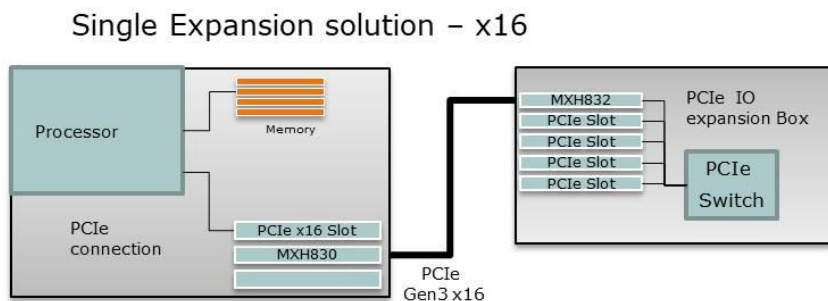 Single Expansion solution – x16
Processor
Memory
PCIe
connection
PCIe x16 Slot
MXH830
PCIe
Gen3 x16
MXH832
PCIe Slot
PCIe Slot
PCIe Slot
PCIe Slot
PCIe IO
expansion Box
PCIe
Switch